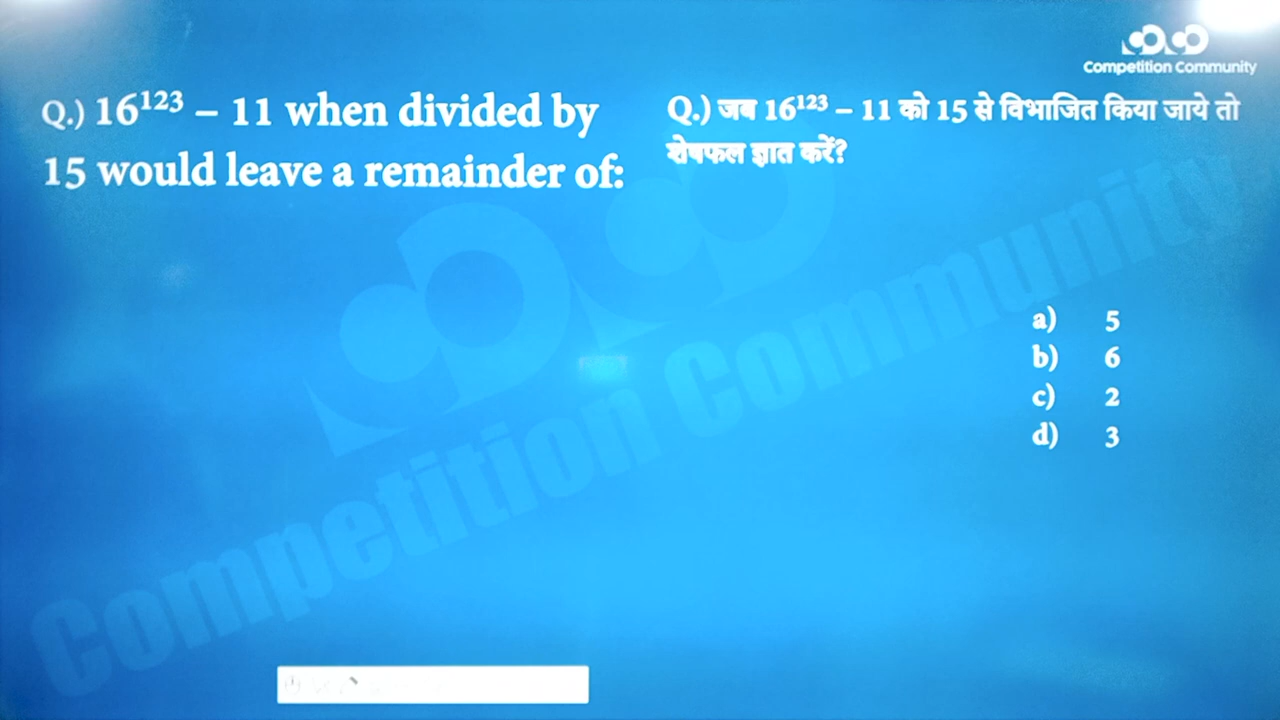 Competition Community
Q.) 16¹²³ – 11 when divided by
15 would leave a remainder of:
Q.) जब 16¹²³ – 11 को 15 से विभाजित किया जाये तो
शेषफल ज्ञात करें?
a) 5
b) 6
c) 2
d) 3
Competition Community